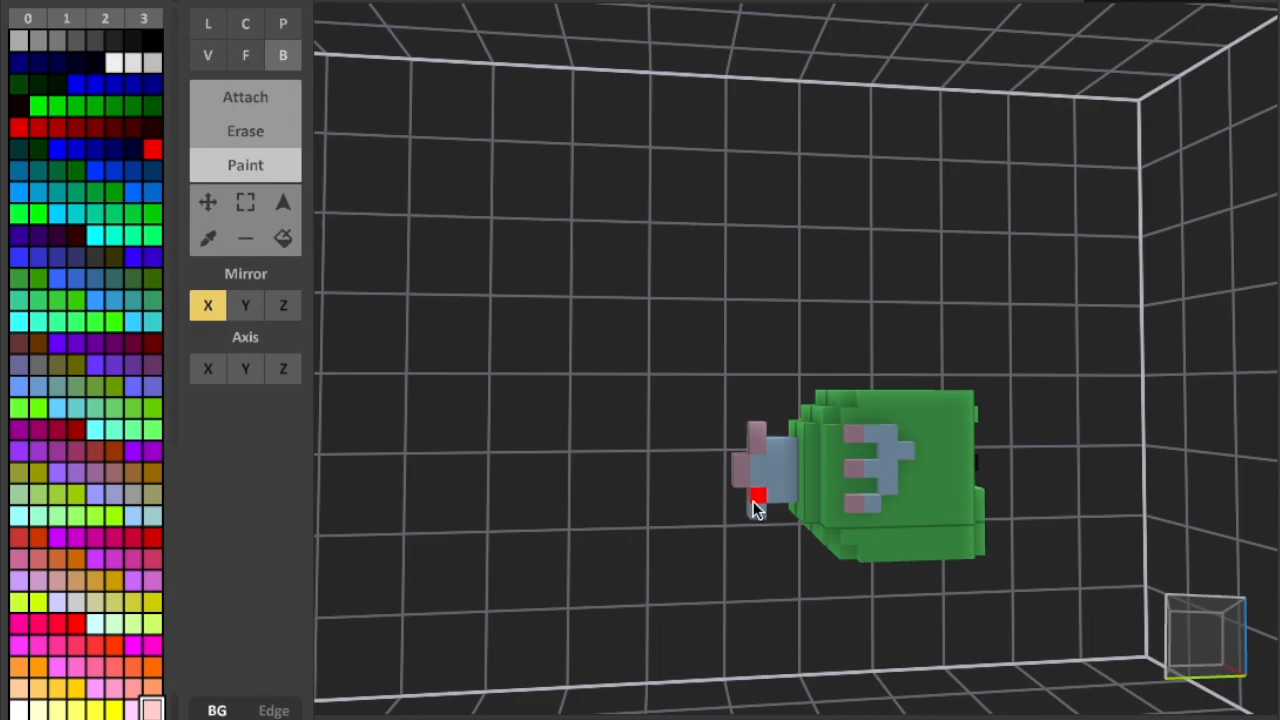 0 1 2 3
L C P
V F B
Attach
Erase
Paint
Mirror
X Y Z
Axis
X Y Z
BG Edge